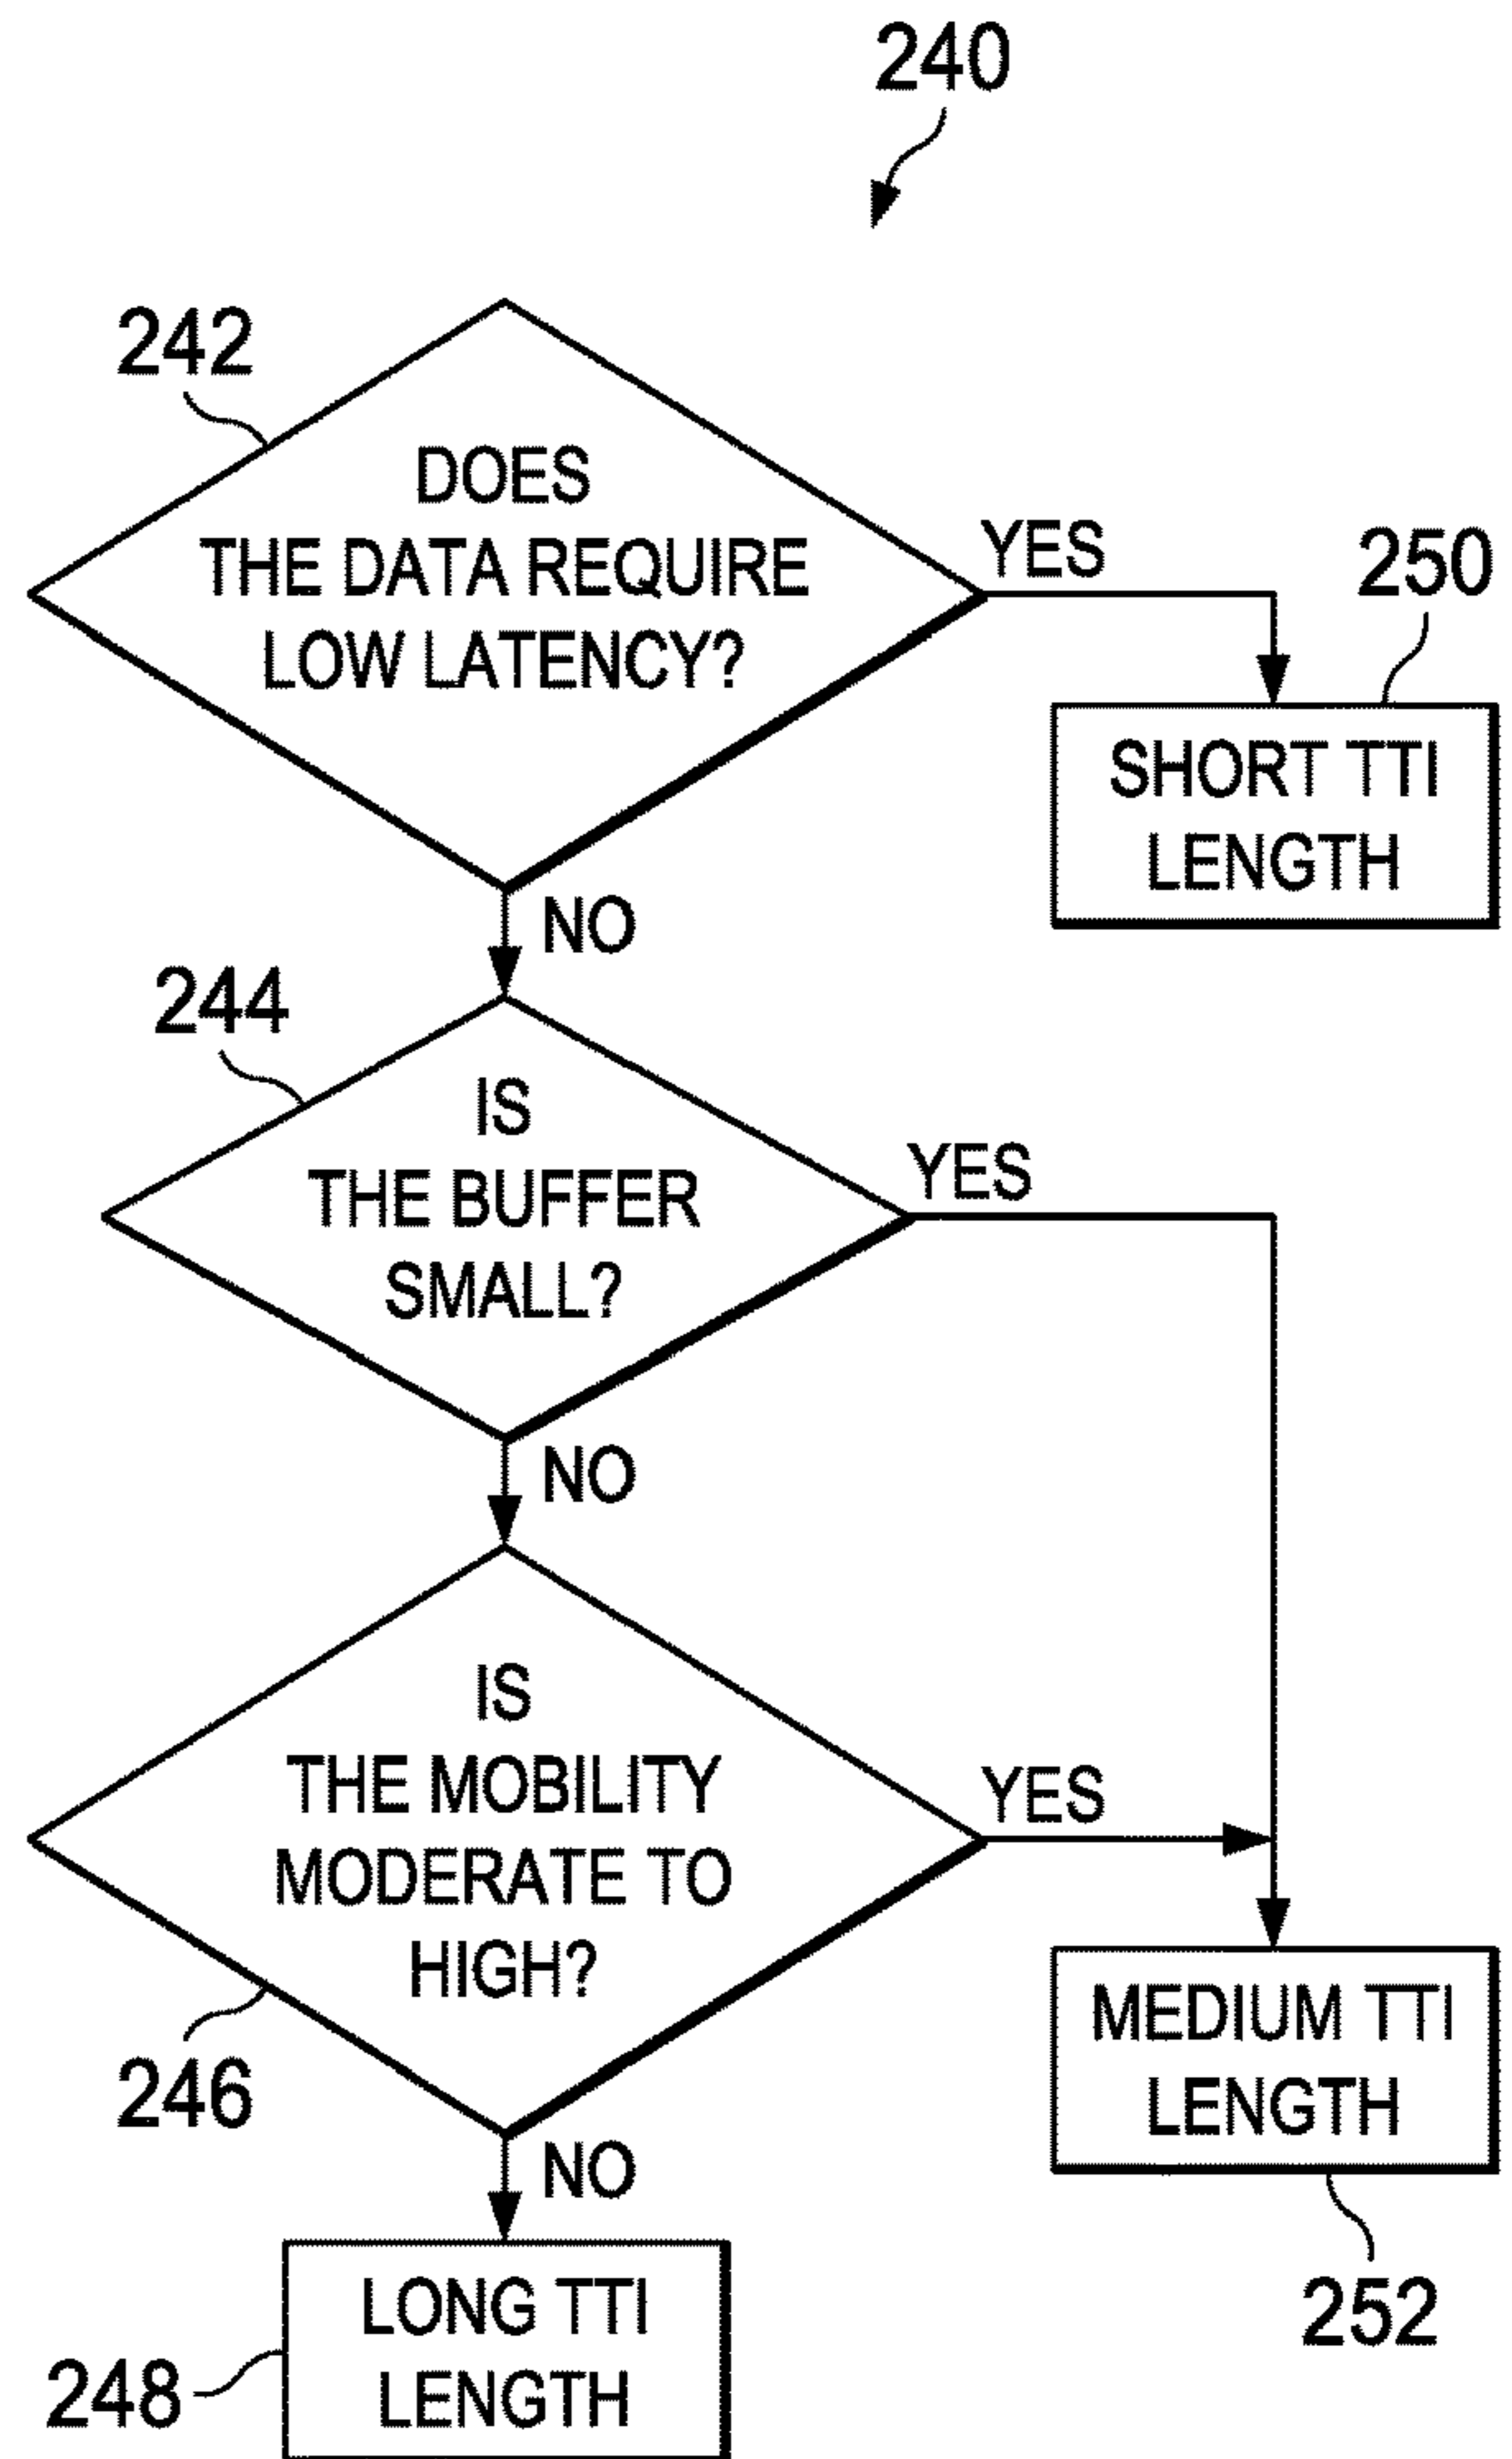 240
242
DOES
THE DATA REQUIRE
LOW LATENCY?
YES
250
SHORT TTI
LENGTH
NO
244
IS
THE BUFFER
SMALL?
YES
NO
IS
THE MOBILITY
MODERATE TO
HIGH?
YES
246
MEDIUM TTI
LENGTH
252
NO
LONG TTI
LENGTH
248